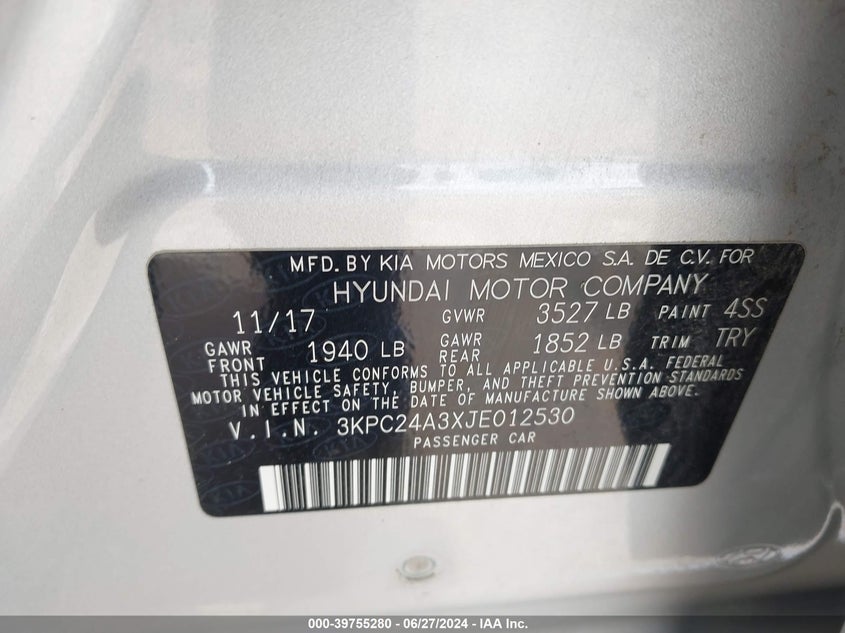 MFD. BY KIA MOTORS MEXICO S.A. DE C.V. FOR
HYUNDAI MOTOR COMPANY
11/17 GVWR 3527 LB PAINT 4SS
GAWR FRONT 1940 LB GAWR REAR 1852 LB TRIM TRY
THIS VEHICLE CONFORMS TO ALL APPLICABLE U.S.A. FEDERAL
MOTOR VEHICLE SAFETY, BUMPER, AND THEFT PREVENTION STANDARDS
IN EFFECT ON THE DATE OF MANUFACTURE SHOWN ABOVE.
V.I.N. 3KPC24A3XJE012530
PASSENGER CAR
000-39755280 - 06/27/2024 - IAA Inc.